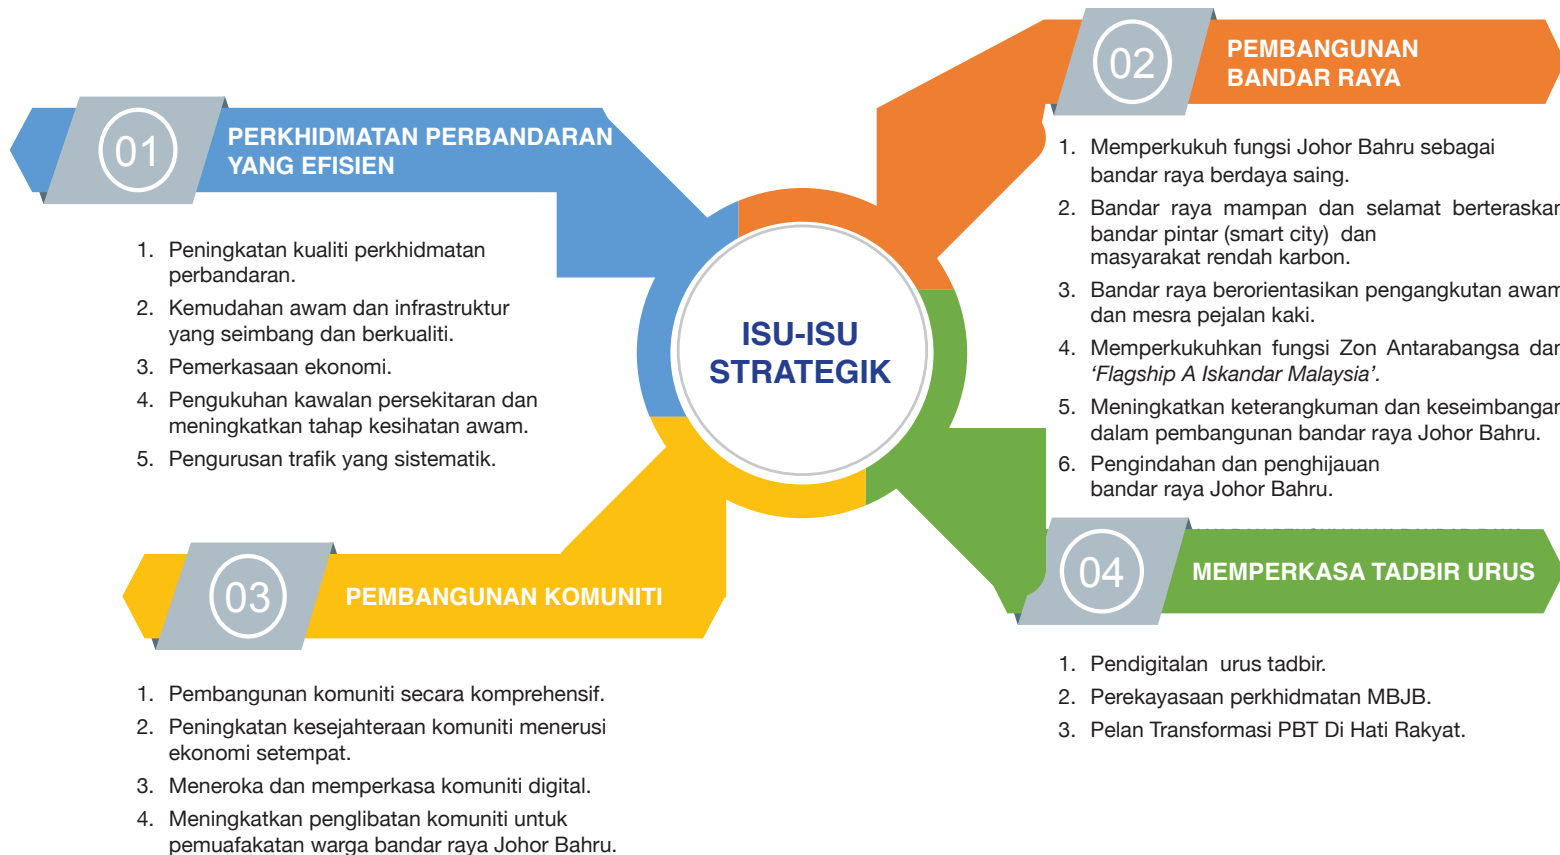 01
PERKHIDMATAN PERBANDARAN
YANG EFISIEN
1. Peningkatan kualiti perkhidmatan
perbandaran.
2. Kemudahan awam dan infrastruktur
yang seimbang dan berkualiti.
3. Pemerkasaan ekonomi.
4. Pengukuhan kawalan persekitaran dan
meningkatkan tahap kesihatan awam.
5. Pengurusan trafik yang sistematik.
02
PEMBANGUNAN
BANDAR RAYA
1. Memperkukuh fungsi Johor Bahru sebagai
bandar raya berdaya saing.
2. Bandar raya mampan dan selamat berteraskan
bandar pintar (smart city) dan
masyarakat rendah karbon.
3. Bandar raya berorientasikan pengangkutan awam
dan mesra pejalan kaki.
4. Memperkukuhkan fungsi Zon Antarabangsa dan
'Flagship A Iskandar Malaysia'.
5. Meningkatkan keterangkuman dan keseimbangan
dalam pembangunan bandar raya Johor Bahru.
6. Pengindahan dan penghijauan
bandar raya Johor Bahru.
ISU-ISU
STRATEGIK
03
PEMBANGUNAN KOMUNITI
1. Pembangunan komuniti secara komprehensif.
2. Peningkatan kesejahteraan komuniti menerusi
ekonomi setempat.
3. Meneroka dan memperkasa komuniti digital.
4. Meningkatkan penglibatan komuniti untuk
pemuafakatan warga bandar raya Johor Bahru.
04
MEMPERKASA TADBIR URUS
1. Pendigitalan urus tadbir.
2. Perekayasaan perkhidmatan MBJB.
3. Pelan Transformasi PBT Di Hati Rakyat.